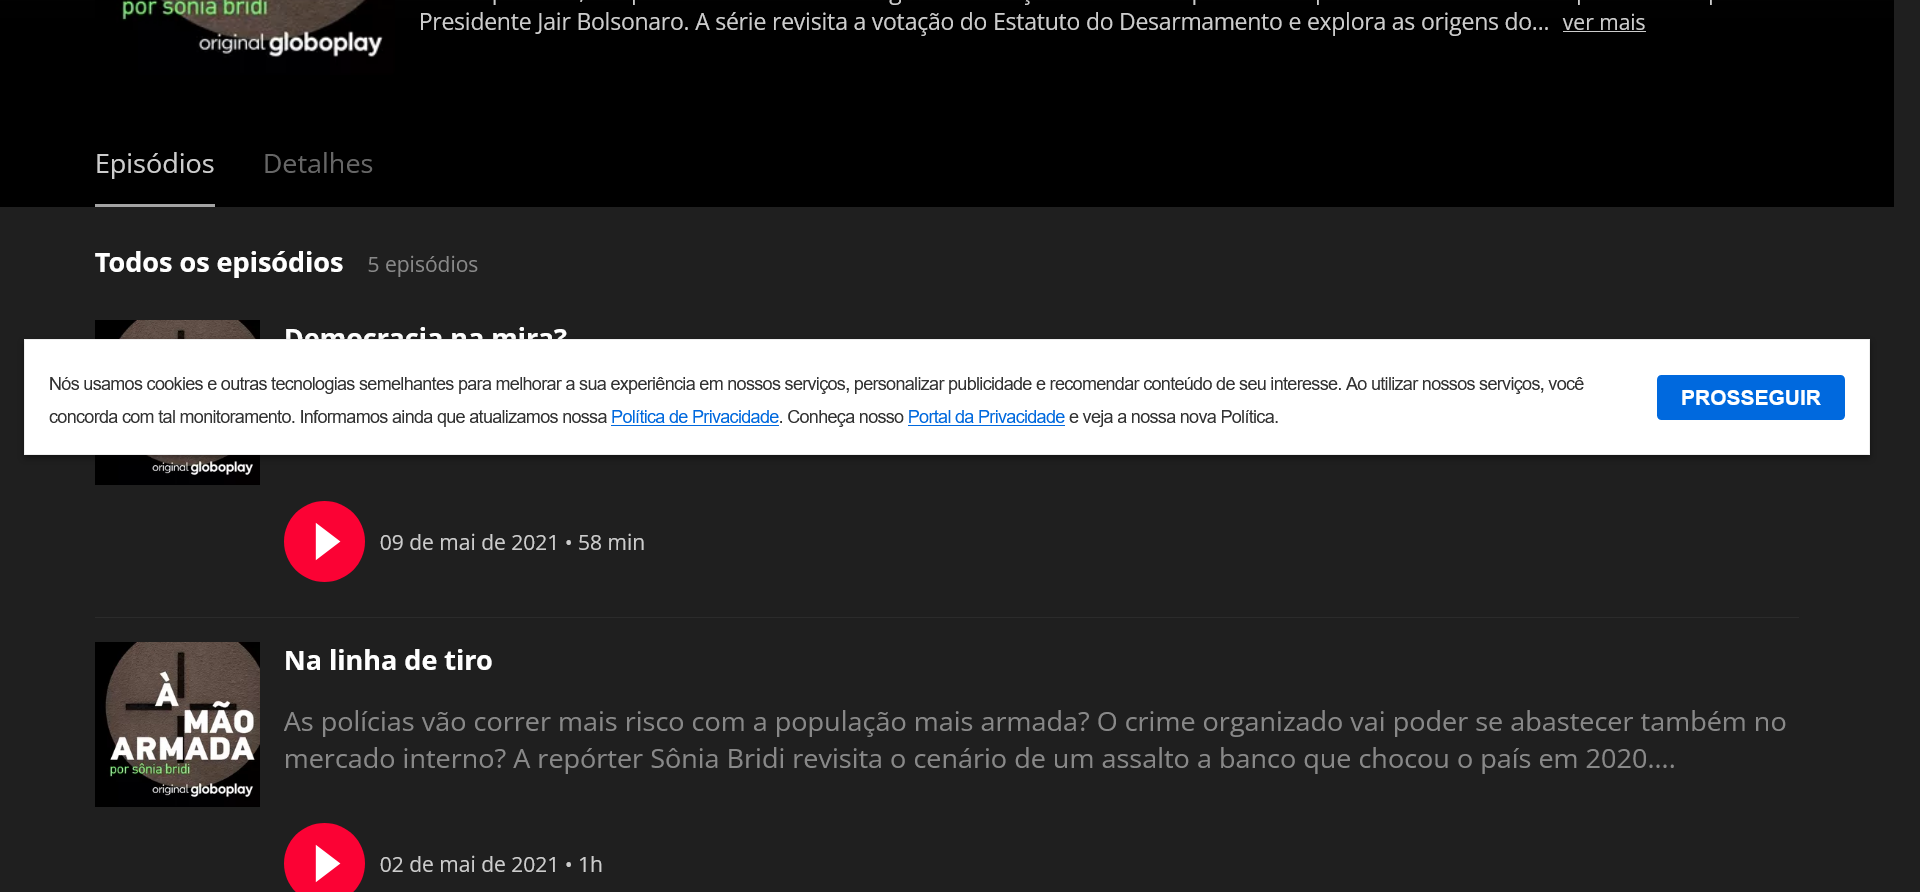 por sônia bridi
Presidente Jair Bolsonaro. A série revisita a votação do Estatuto do Desarmamento e explora as origens do... ver mais
original globoplay
Episódios Detalhes
Todos os episódios 5 episódios
Democracia na mira?
Nós usamos cookies e outras tecnologias semelhantes para melhorar a sua experiência em nossos serviços, personalizar publicidade e recomendar conteúdo de seu interesse. Ao utilizar nossos serviços, você
concorda com tal monitoramento. Informamos ainda que atualizamos nossa Política de Privacidade. Conheça nosso Portal da Privacidade e veja a nossa nova Política.
PROSSEGUIR
original globoplay
09 de mai de 2021 • 58 min
Na linha de tiro
À
MÃO
ARMADA
por sônia bridi
original globoplay
As polícias vão correr mais risco com a população mais armada? O crime organizado vai poder se abastecer também no
mercado interno? A repórter Sônia Bridi revisita o cenário de um assalto a banco que chocou o país em 2020....
02 de mai de 2021 • 1h